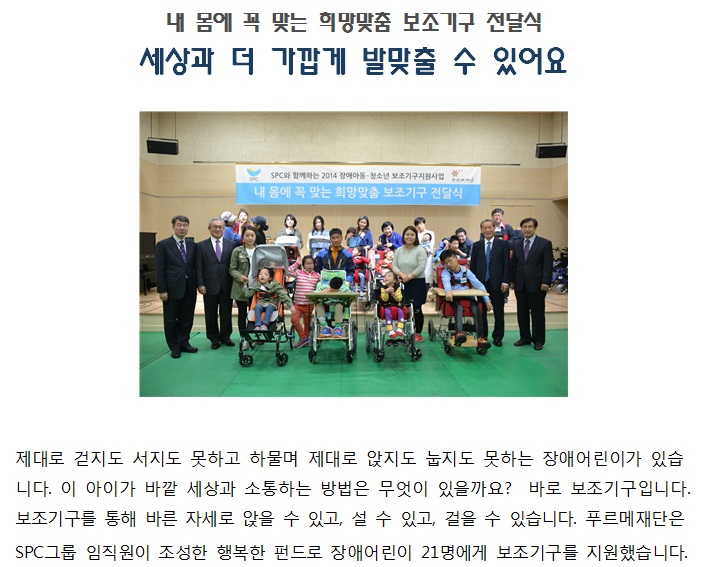 내 몸에 꼭 맞는 희망맞춤 보조기구 전달식
세상과 더 가깝게 발맞출 수 있어요
SPC
SPC와 함께하는 2014 장애아동·청소년 보조기구지원사업
푸르메재단
내 몸에 꼭 맞는 희망맞춤 보조기구 전달식
제대로 걷지도 서지도 못하고 하물며 제대로 앉지도 눕지도 못하는 장애어린이가 있습
니다. 이 아이가 바깥 세상과 소통하는 방법은 무엇이 있을까요? 바로 보조기구입니다.
보조기구를 통해 바른 자세로 앉을 수 있고, 설 수 있고, 걸을 수 있습니다. 푸르메재단은
SPC그룹 임직원이 조성한 행복한 펀드로 장애어린이 21명에게 보조기구를 지원했습니다.